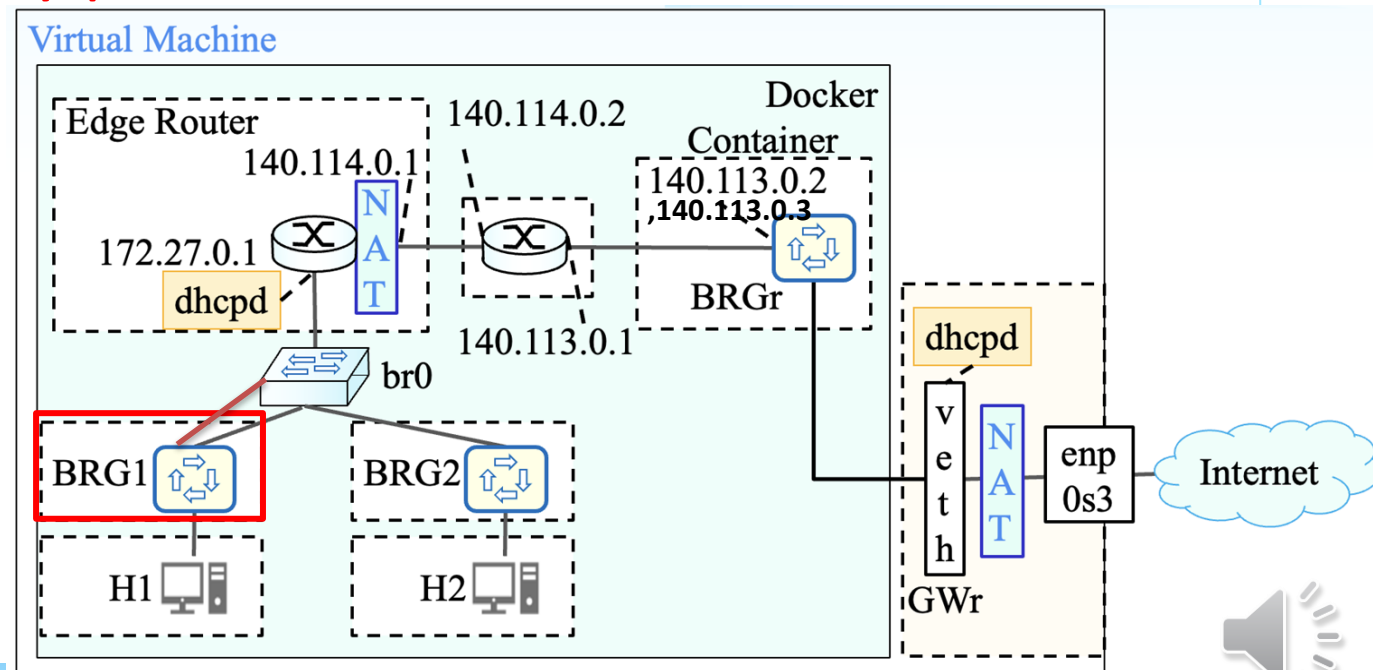 Virtual Machine
Docker
Container
Edge Router
140.114.0.2
140.114.0.1
N
A
T
140.113.0.2
,140.113.0.3
172.27.0.1
dhcpd
BRGr
140.113.0.1
br0
dhcpd
v
e
t
h
N
A
T
enp
0s3
Internet
BRG1
BRG2
H1
H2
GWr